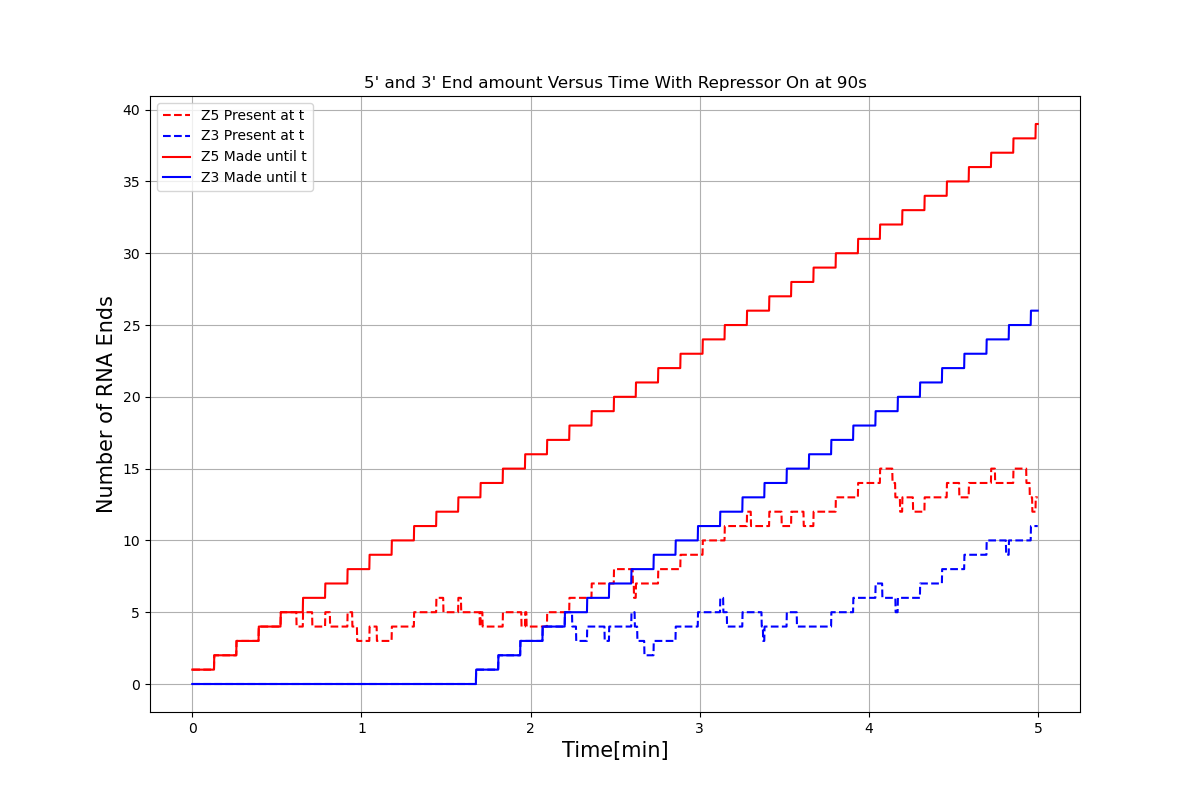 5' and 3' End amount Versus Time With Repressor On at 90s
Z5 Present at t
Z3 Present at t
Z5 Made until t
Z3 Made until t
Number of RNA Ends
40
35
30
25
20
15
10
5
0
0 1 2 3 4 5
Time[min]